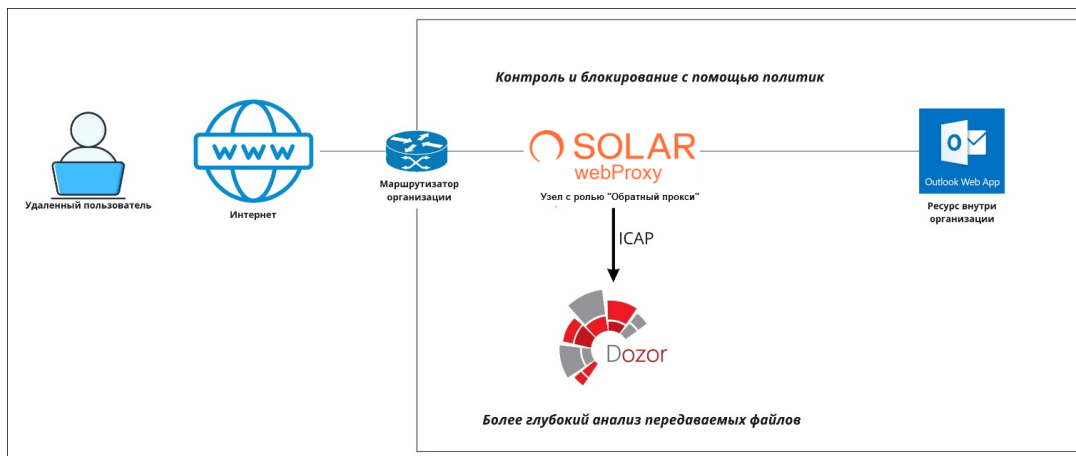 Контроль и блокирование с помощью политик
WWW
SOLAR
webProxy
Outlook Web App
Удаленный пользователь
Интернет
Маршрутизатор
организации
Узел с ролью "Обратный прокси"
Ресурс внутри
организации
ICAP
Dozor
Более глубокий анализ передаваемых файлов